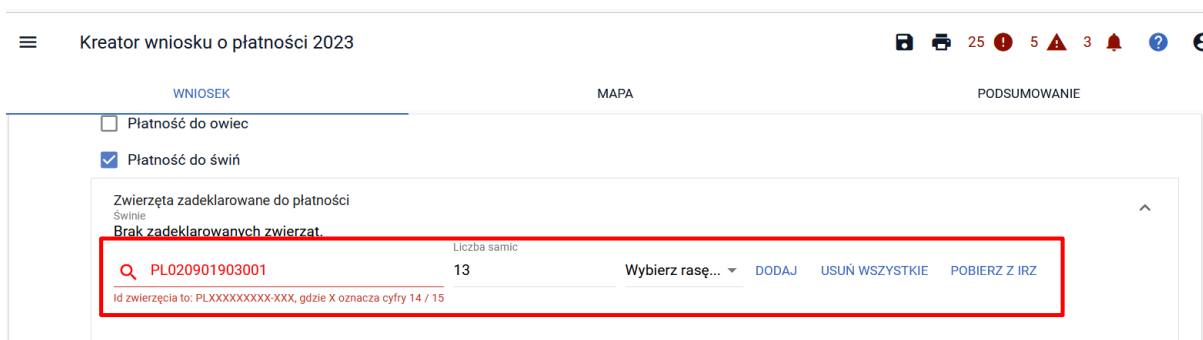 Kreator wniosku o płatności 2023 25 5 3
WNIOSEK MAPA PODSUMOWANIE
Płatność do owiec
Płatność do świń
Zwierzęta zadeklarowane do płatności
Świnie
Brak zadeklarowanych zwierząt.
Liczba samic
PL020901903001 13 Wybierz rasę... DODAJ USUŃ WSZYSTKIE POBIERZ Z IRZ
Id zwierzęcia to: PLXXXXXXXXX-XXX, gdzie X oznacza cyfry 14 / 15